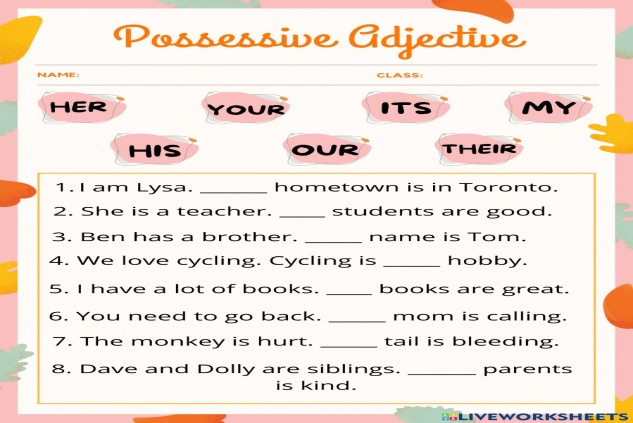 Possessive Adjective
NAME: CLASS:
HER YOUR ITS MY
HIS OUR THEIR
1. I am Lysa. ______ hometown is in Toronto.
2. She is a teacher. ____ students are good.
3. Ben has a brother. _____ name is Tom.
4. We love cycling. Cycling is _____ hobby.
5. I have a lot of books. ____ books are great.
6. You need to go back. _____ mom is calling.
7. The monkey is hurt. _____ tail is bleeding.
8. Dave and Dolly are siblings. ______ parents
is kind.
LIVEWORKSHEETS